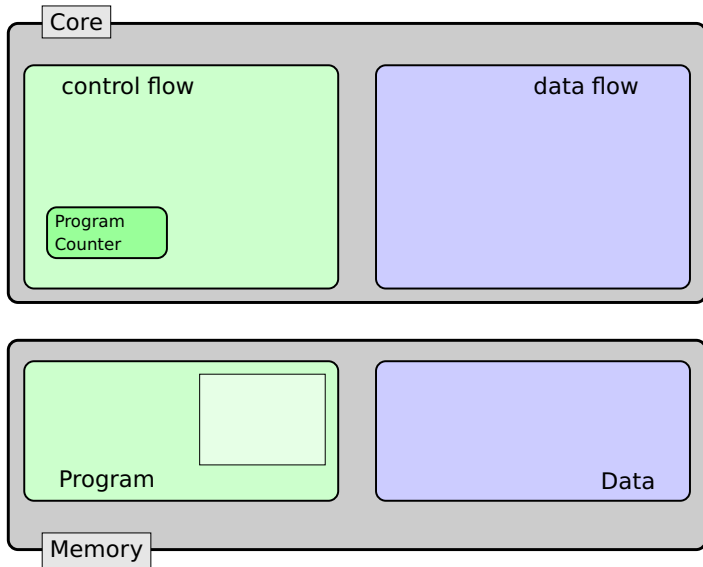 Core
control flow
data flow
Program
Counter
Program
Data
Memory